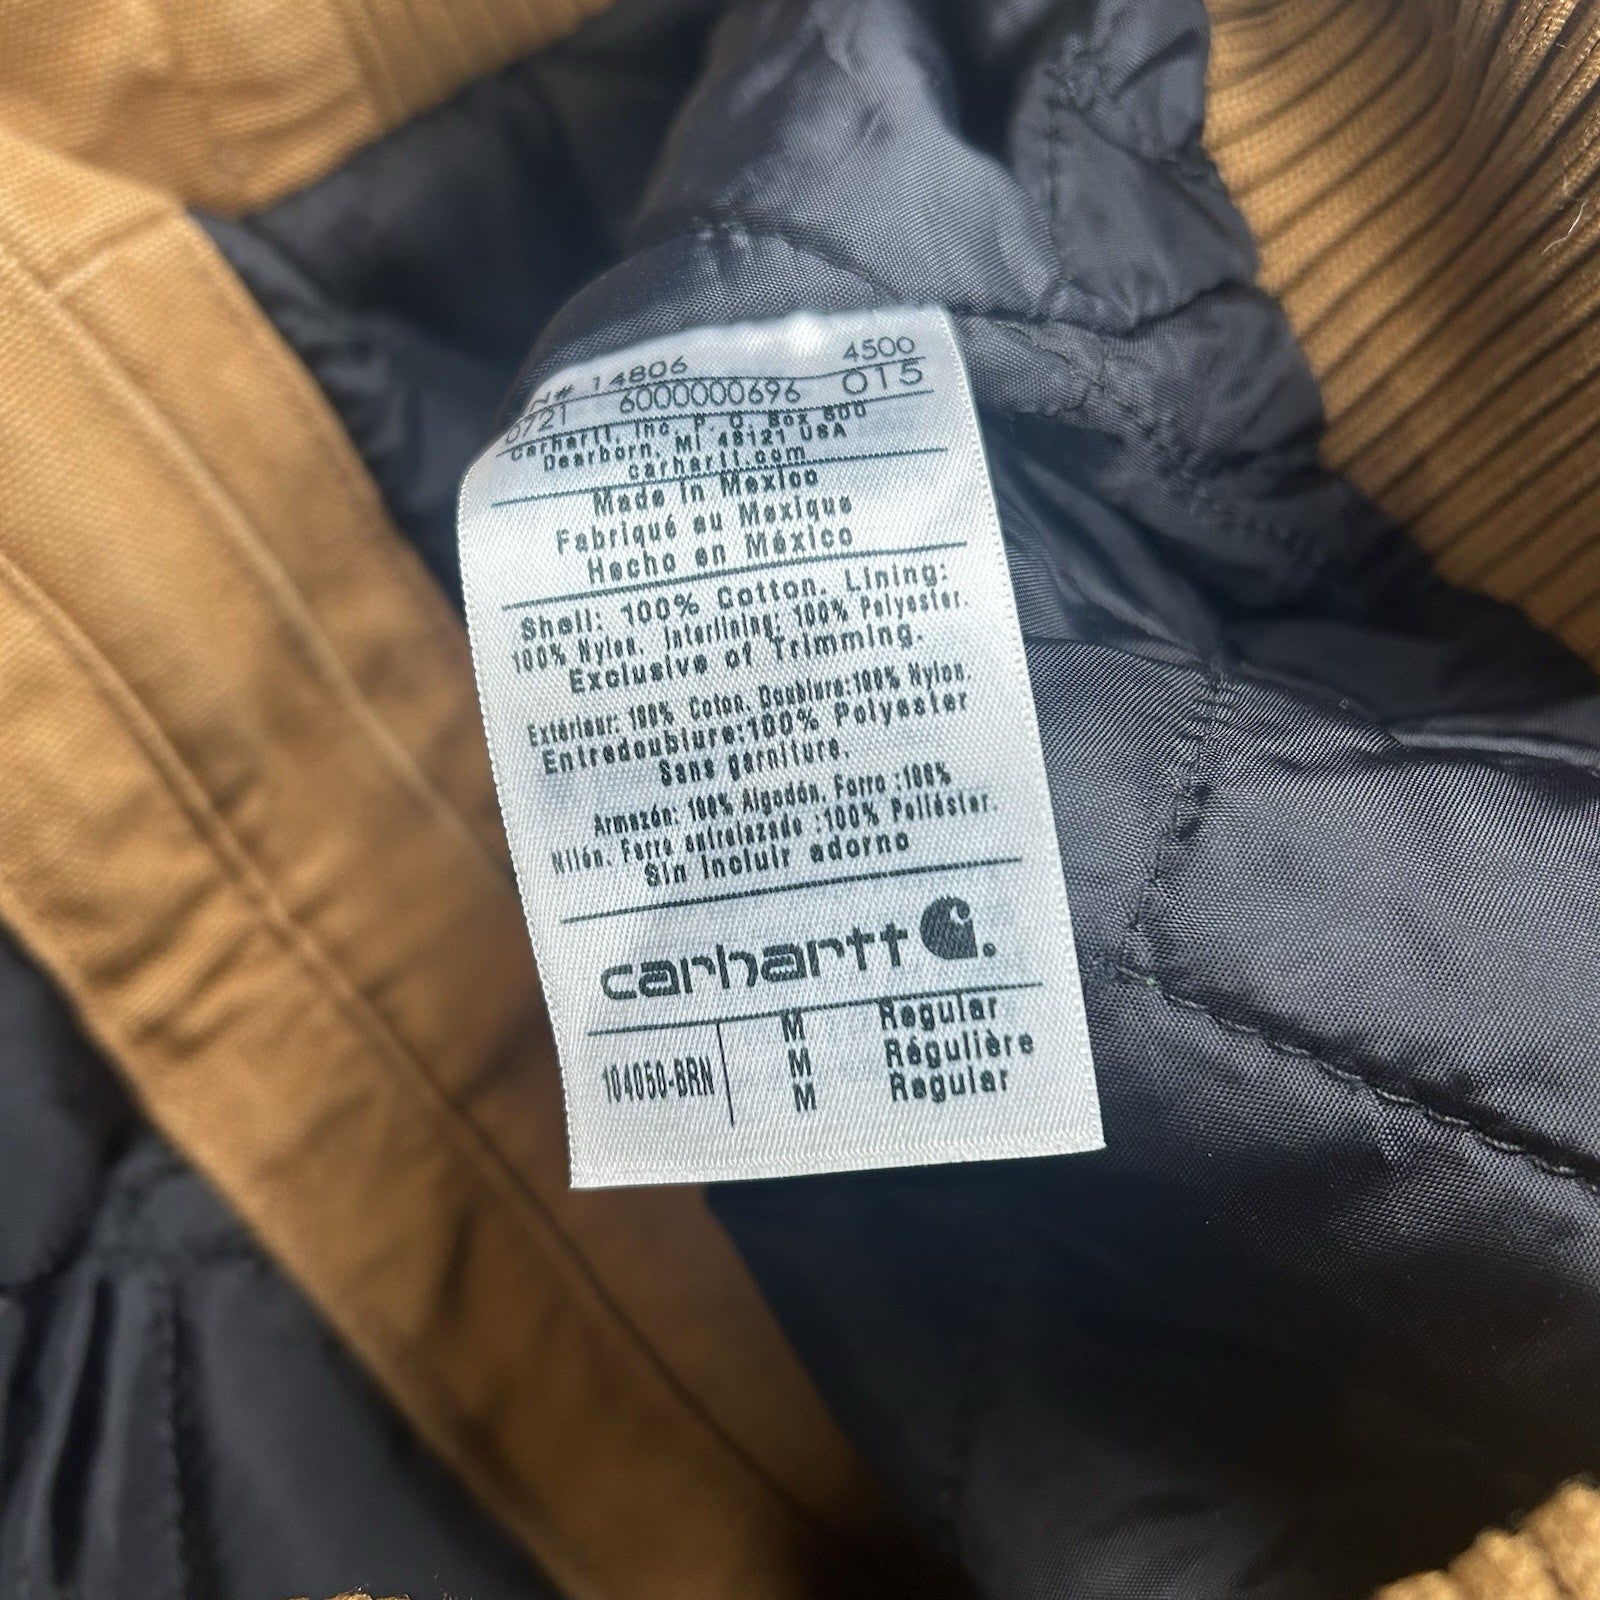 N# 14806 4500
0721 6000000696 015
Carhartt, Inc. P.O. Box 600
Dearborn, MI 48121 USA
carhartt.com
Made in Mexico
Fabriqué au Mexique
Hecho en México
Shell: 100% Cotton. Lining:
100% Nylon. Interlining: 100% Polyester.
Exclusive of Trimming.
Extérieur: 100% Coton. Doublure:100% Nylon.
Entredoublure:100% Polyester
Sans garniture.
Armazón: 100% Algodón. Forro :100%
Nilón. Forro entrelazado :100% Poliéster.
Sin incluir adorno
carhartt
104050-BRN M Regular
M Régulière
M Regular